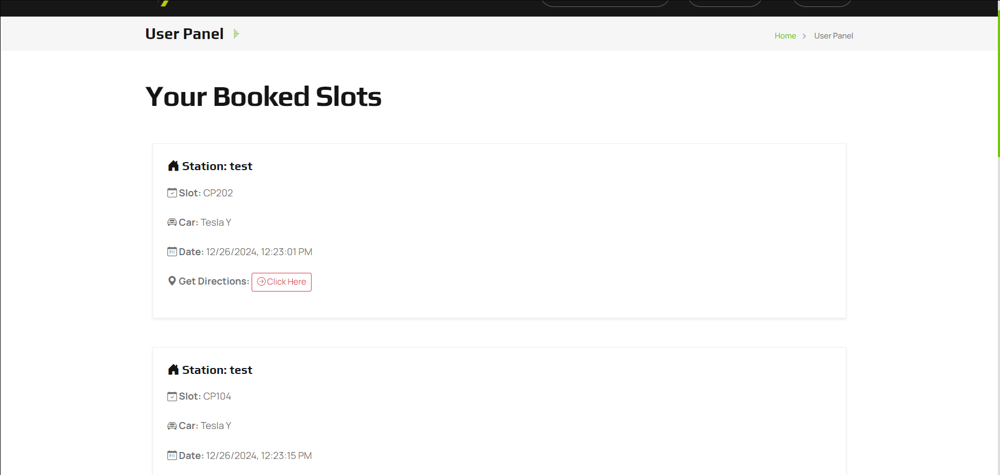 User Panel
Home
User Panel
Your Booked Slots
Station: test
Slot: CP202
Car: Tesla Y
Fri Date: 12/26/2024, 12:23:01 PM
Get Directions: Click Here
Station: test
Slot: CP104
Car: Tesla Y
Fri Date: 12/26/2024, 12:23:15 PM